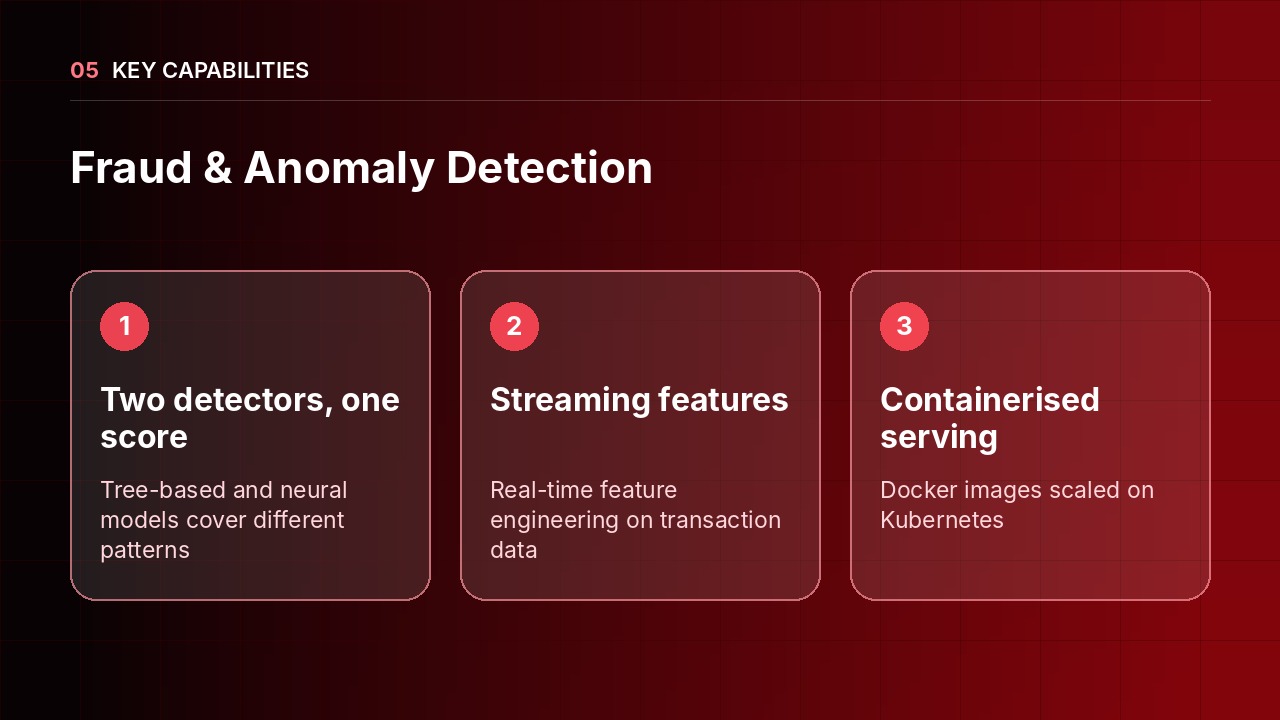 05 KEY CAPABILITIES
Fraud & Anomaly Detection
1
Two detectors, one
score
Tree-based and neural
models cover different
patterns
2
Streaming features
Real-time feature
engineering on transaction
data
3
Containerised
serving
Docker images scaled on
Kubernetes